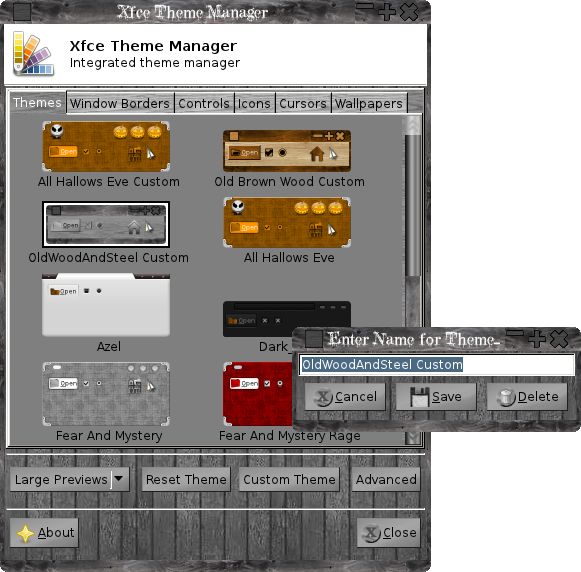 Xfce Theme Manager
Xfce Theme Manager
Integrated theme manager
Themes Window Borders Controls Icons Cursors Wallpapers
Open Open
All Hallows Eve Custom Old Brown Wood Custom
Open Open
OldWoodAndSteel Custom All Hallows Eve
Open Open
Azel Dark_
Enter Name for Theme..
OldWoodAndSteel Custom
Cancel Save Delete
Open Open
Fear And Mystery Fear And Mystery Rage
Large Previews Reset Theme Custom Theme Advanced
About Close